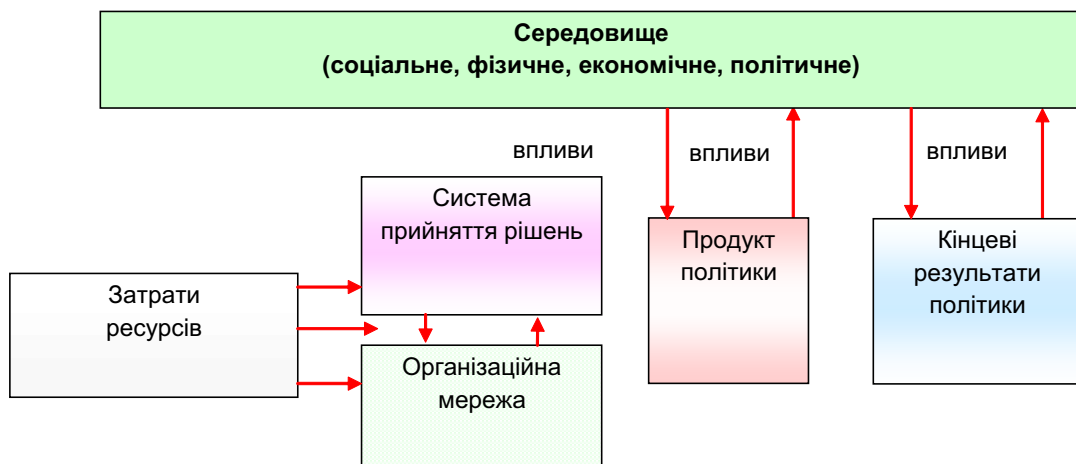 Середовище
(соціальне, фізичне, економічне, політичне)
впливи
впливи
впливи
Система
прийняття рішень
Продукт
політики
Кінцеві
результати
політики
Затрати
ресурсів
Організаційна
мережа